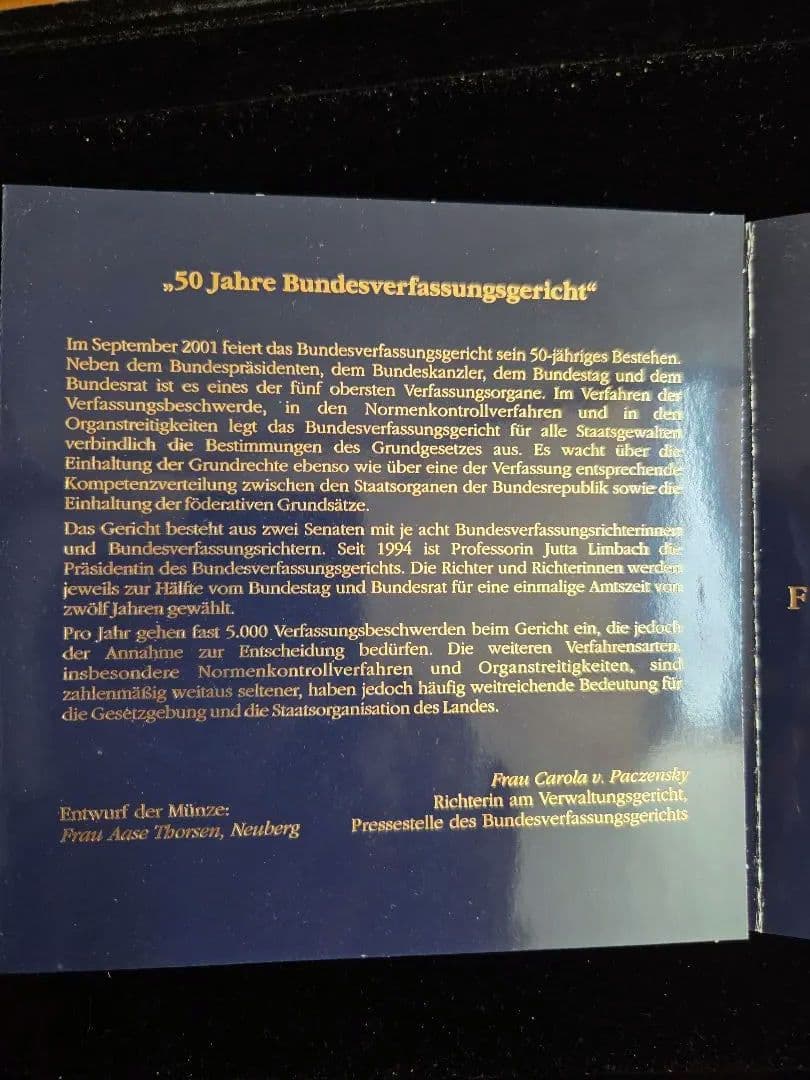 „50 Jahre Bundesverfassungsgericht“
Im September 2001 feiert das Bundesverfassungsgericht sein 50-jähriges Bestehen.
Neben dem Bundespräsidenten, dem Bundeskanzler, dem Bundestag und dem
Bundesrat ist es eines der fünf obersten Verfassungsorgane. Im Verfahren der
Verfassungsbeschwerde, in den Normenkontrollverfahren und in den
Organstreitigkeiten legt das Bundesverfassungsgericht für alle Staatsgewalten
verbindlich die Bestimmungen des Grundgesetzes aus. Es wacht über die
Einhaltung der Grundrechte ebenso wie über eine der Verfassung entsprechende
Kompetenzverteilung zwischen den Staatsorganen der Bundesrepublik sowie die
Einhaltung der föderativen Grundsätze.
Das Gericht besteht aus zwei Senaten mit je acht Bundesverfassungsrichterinnen
und Bundesverfassungsrichtern. Seit 1994 ist Professorin Jutta Limbach die
Präsidentin des Bundesverfassungsgerichts. Die Richter und Richterinnen werden
jeweils zur Hälfte vom Bundestag und Bundesrat für eine einmalige Amtszeit von
zwölf Jahren gewählt.
Pro Jahr gehen fast 5.000 Verfassungsbeschwerden beim Gericht ein, die jedoch
der Annahme zur Entscheidung bedürfen. Die weiteren Verfahrensarten,
insbesondere Normenkontrollverfahren und Organstreitigkeiten, sind
zahlenmäßig weitaus seltener, haben jedoch häufig weitreichende Bedeutung für
die Gesetzgebung und die Staatsorganisation des Landes.
Frau Carola v. Paczensky
Richterin am Verwaltungsgericht,
Pressestelle des Bundesverfassungsgerichts
Entwurf der Münze:
Frau Aase Thorsen, Neuberg
F